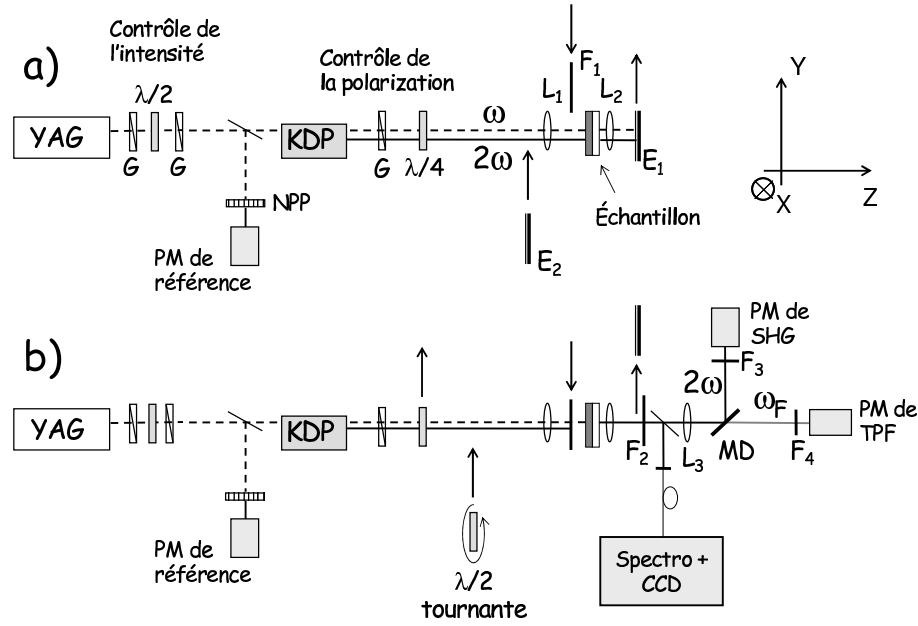 a)
Contrôle de
l'intensité
λ/2
YAG
G
G
NPP
PM de
référence
KDP
Contrôle de
la polarization
G
λ/4
ω
2ω
L1
F1
L2
E1
E2
Échantillon
Y
X
Z
b)
YAG
PM de
référence
KDP
λ/2
tournante
F2
L3
2ω
MD
ωF
F3
PM de
SHG
F4
PM de
TPF
Spectro +
CCD